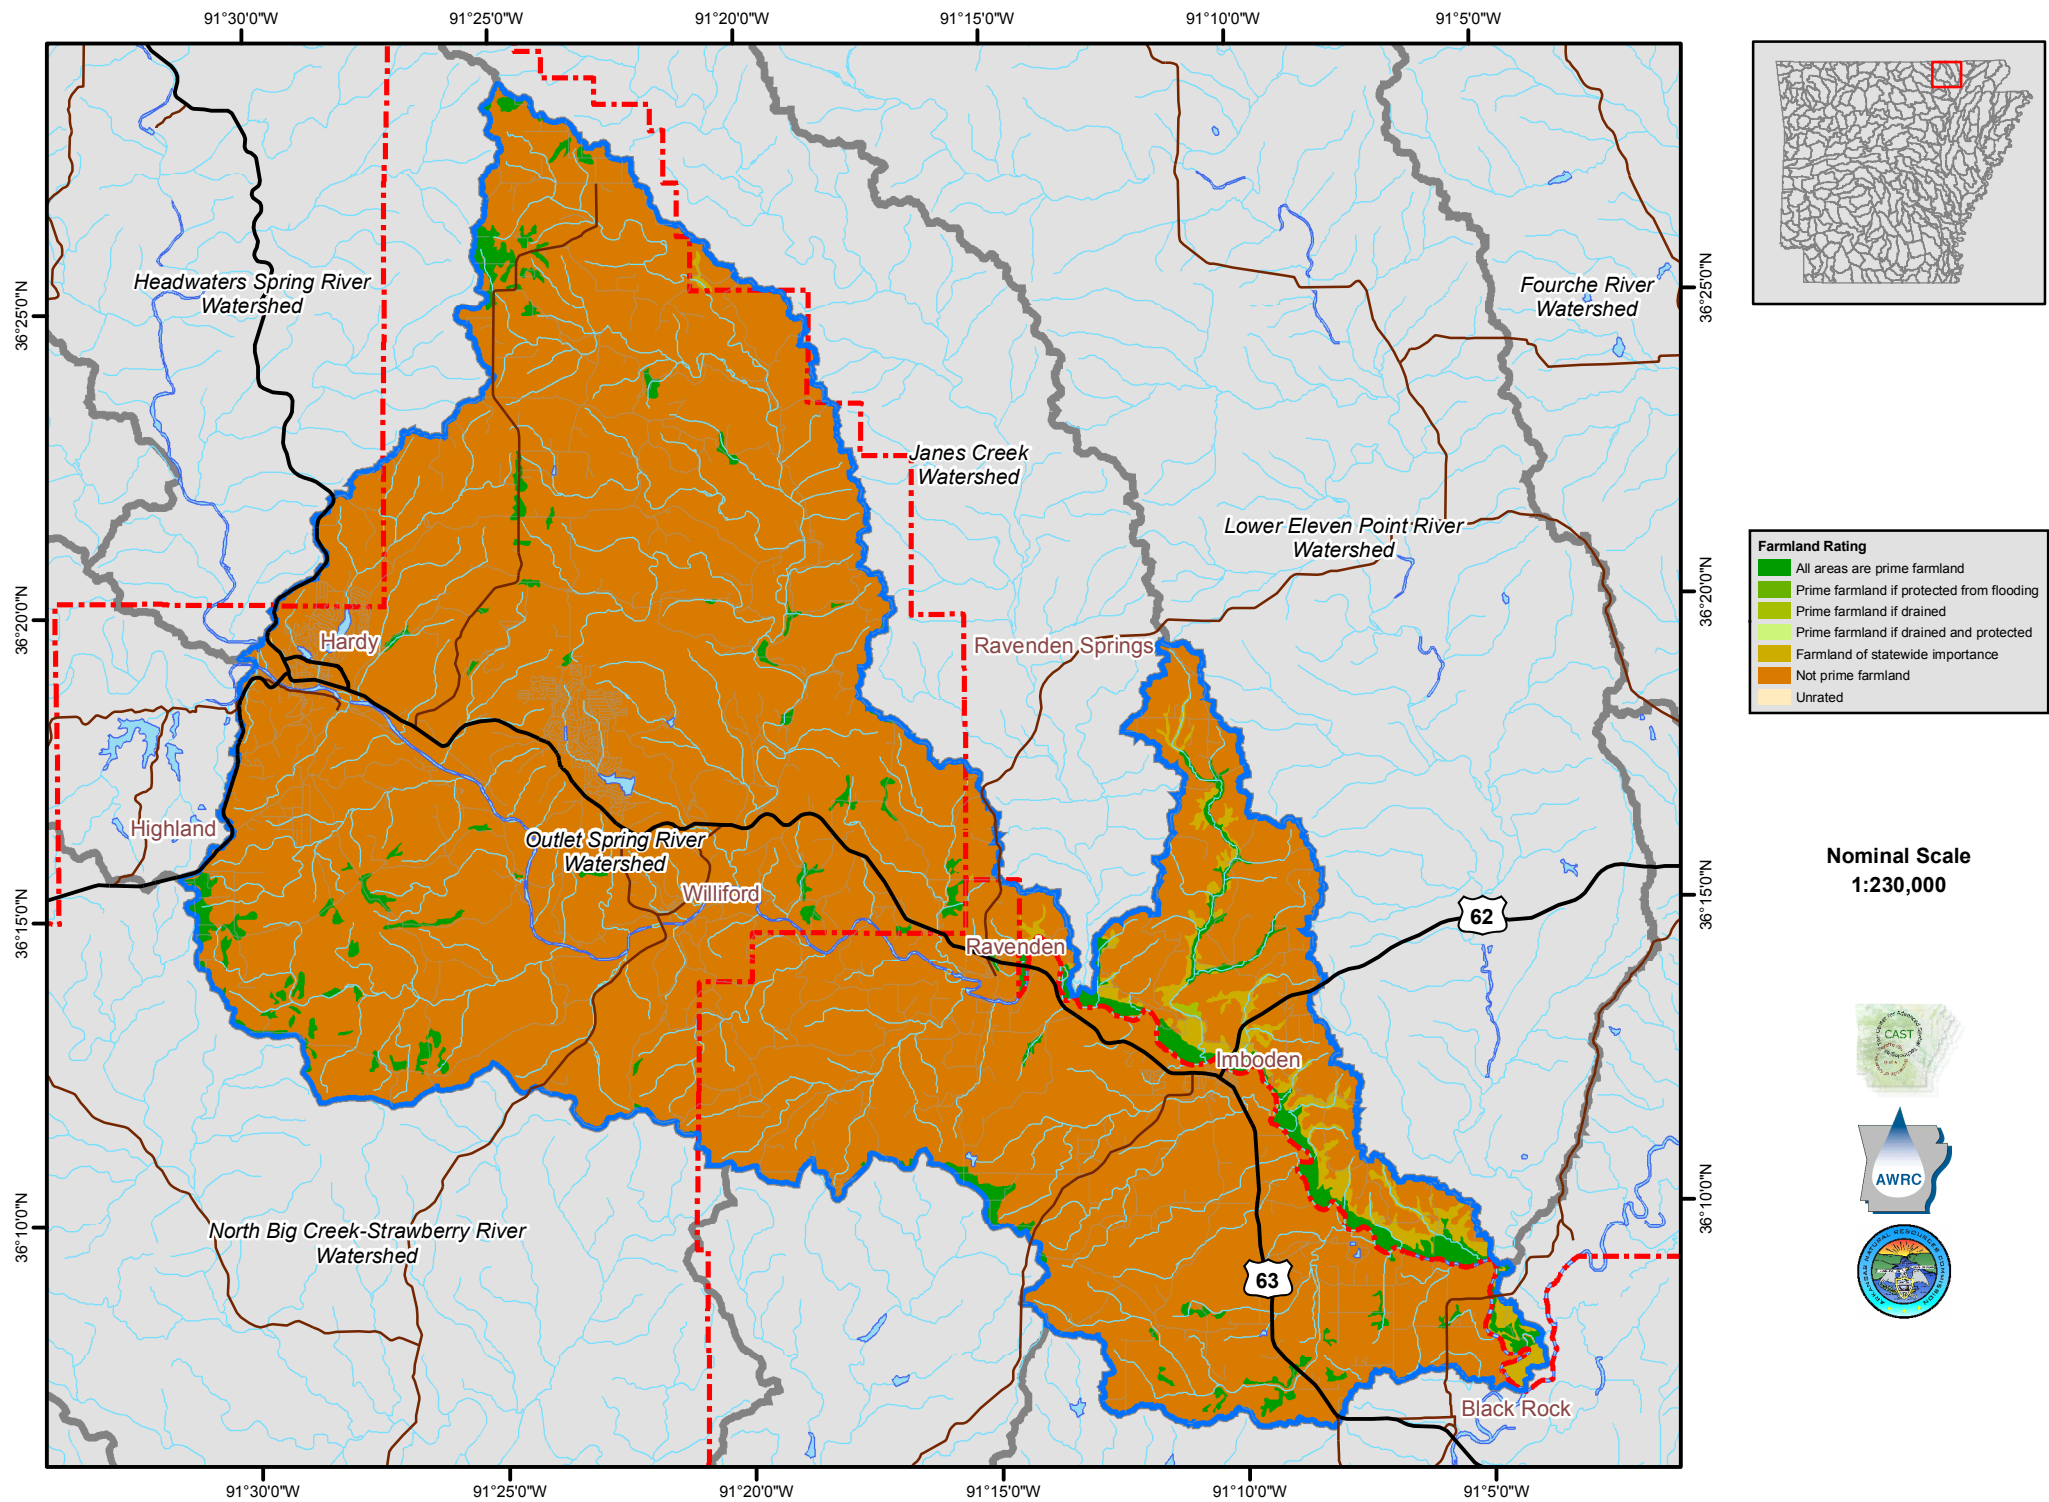 91°30'0"W
91°25'0"W
91°20'0"W
91°15'0"W
91°10'0"W
91°5'0"W
36°25'0"N
36°20'0"N
36°15'0"N
36°10'0"N
36°25'0"N
36°20'0"N
36°15'0"N
36°10'0"N
Headwaters Spring River
Watershed
Fourche River
Watershed
Janes Creek
Watershed
Lower Eleven Point River
Watershed
Hardy
Ravenden Springs
Highland
Outlet Spring River
Watershed
Williford
62
Ravenden
Imboden
North Big Creek-Strawberry River
Watershed
63
Black Rock
91°30'0"W
91°25'0"W
91°20'0"W
91°15'0"W
91°10'0"W
91°5'0"W
Farmland Rating
All areas are prime farmland
Prime farmland if protected from flooding
Prime farmland if drained
Prime farmland if drained and protected
Farmland of statewide importance
Not prime farmland
Unrated
Nominal Scale
1:230,000
CAST
AWRC
ARKANSAS NATURAL RESOURCES COMMISSION